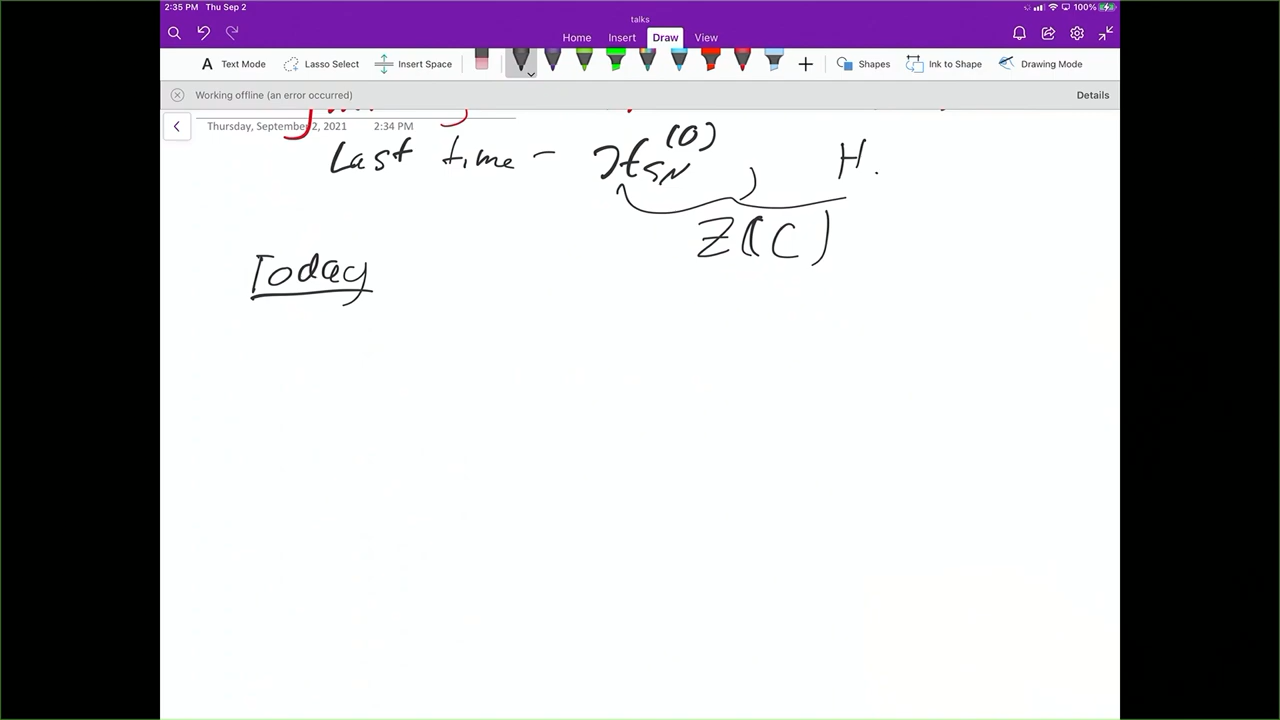 2:35 PM Thu Sep 2 100%
talks
Home Insert Draw View
A Text Mode Lasso Select Insert Space Shapes Ink to Shape Drawing Mode
Working offline (an error occurred) Details
Thursday, September 2, 2021 2:34 PM
Last time - ℋ_SN^(0) , H.
Z(C)
Today